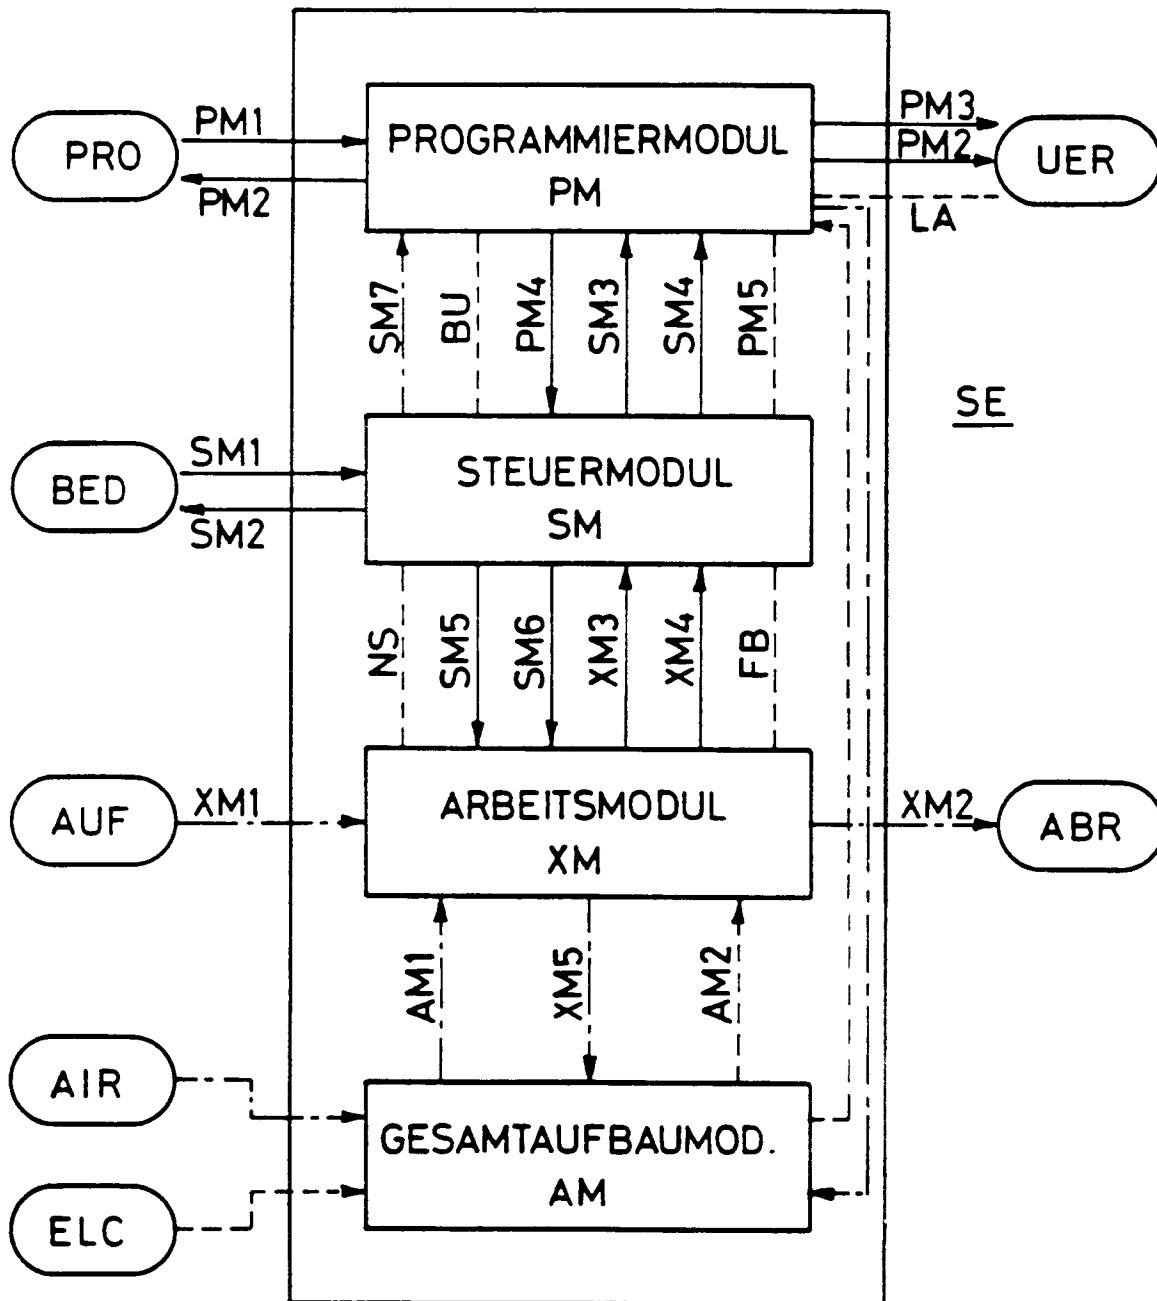 PRO
PM1
PM2
PROGRAMMIERMODUL
PM
PM3
PM2
LA
UER
SM7
BU
PM4
SM3
SM4
PM5
SE
BED
SM1
SM2
STEUERMODUL
SM
NS
SM5
SM6
XM3
XM4
FB
AUF
XM1
ARBEITSMODUL
XM
XM2
ABR
AM1
XM5
AM2
AIR
ELC
GESAMTAUFBAUMOD.
AM